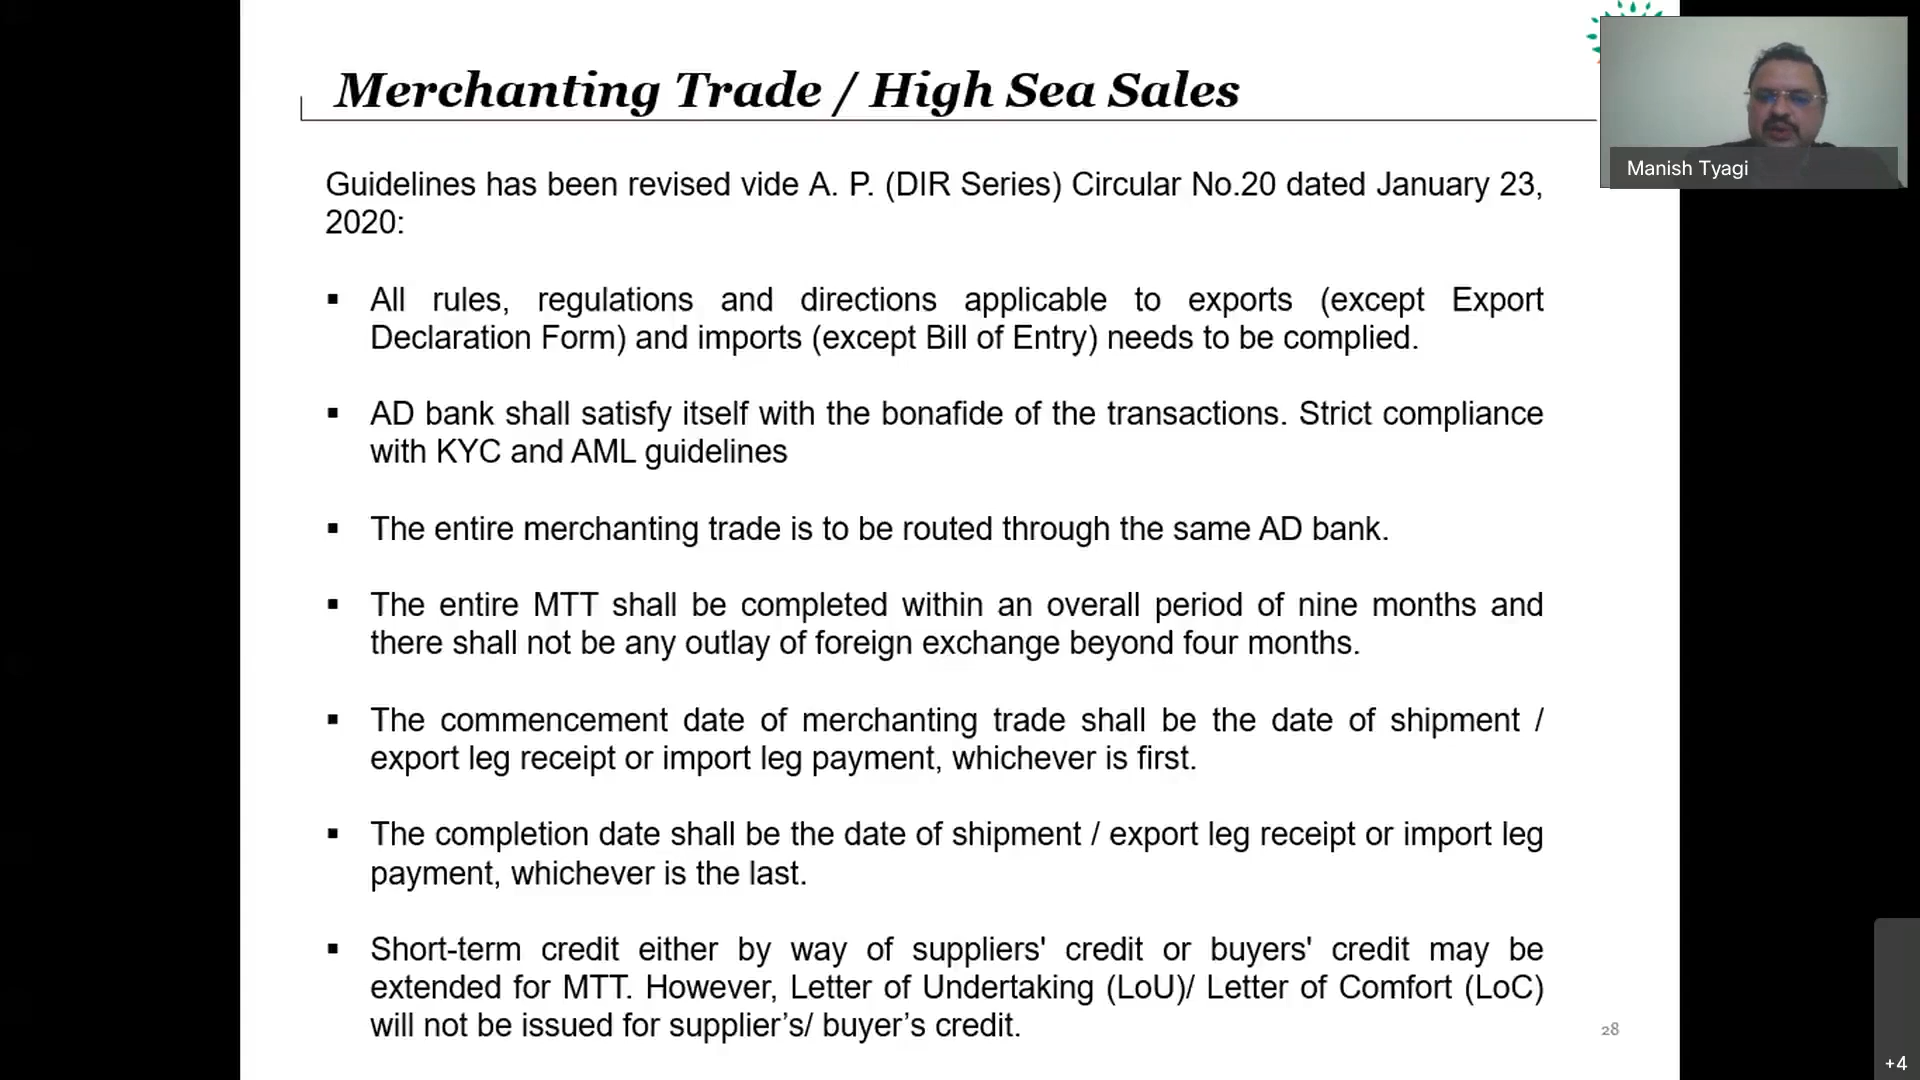 Merchanting Trade / High Sea Sales
Manish Tyagi
Guidelines has been revised vide A. P. (DIR Series) Circular No.20 dated January 23,
2020:
▪ All rules, regulations and directions applicable to exports (except Export
Declaration Form) and imports (except Bill of Entry) needs to be complied.
▪ AD bank shall satisfy itself with the bonafide of the transactions. Strict compliance
with KYC and AML guidelines
▪ The entire merchanting trade is to be routed through the same AD bank.
▪ The entire MTT shall be completed within an overall period of nine months and
there shall not be any outlay of foreign exchange beyond four months.
▪ The commencement date of merchanting trade shall be the date of shipment /
export leg receipt or import leg payment, whichever is first.
▪ The completion date shall be the date of shipment / export leg receipt or import leg
payment, whichever is the last.
▪ Short-term credit either by way of suppliers' credit or buyers' credit may be
extended for MTT. However, Letter of Undertaking (LoU)/ Letter of Comfort (LoC)
will not be issued for supplier’s/ buyer’s credit.
28
+4